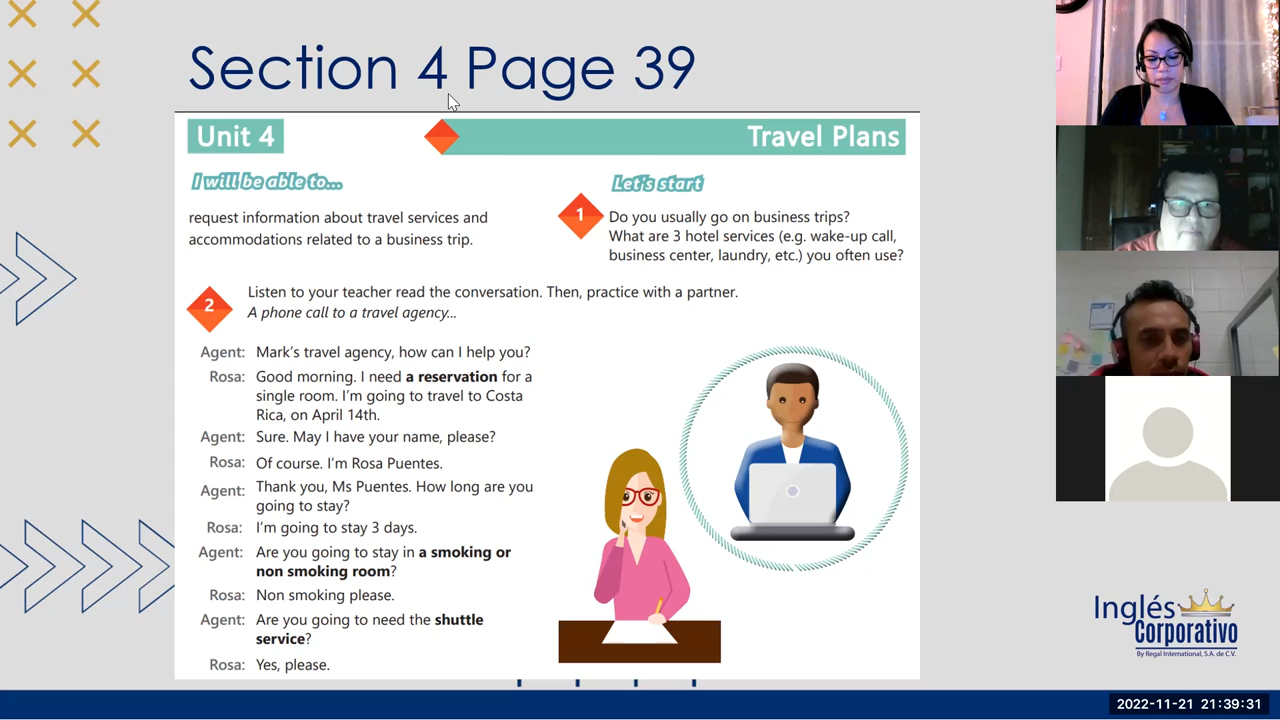 Section 4 Page 39
Unit 4
Travel Plans
I will be able to...
request information about travel services and
accommodations related to a business trip.
Let's start
1
Do you usually go on business trips?
What are 3 hotel services (e.g. wake-up call,
business center, laundry, etc.) you often use?
2
Listen to your teacher read the conversation. Then, practice with a partner.
A phone call to a travel agency...
Agent: Mark's travel agency, how can I help you?
Rosa: Good morning. I need a reservation for a
single room. I'm going to travel to Costa
Rica, on April 14th.
Agent: Sure. May I have your name, please?
Rosa: Of course. I'm Rosa Puentes.
Agent: Thank you, Ms Puentes. How long are you
going to stay?
Rosa: I'm going to stay 3 days.
Agent: Are you going to stay in a smoking or
non smoking room?
Rosa: Non smoking please.
Agent: Are you going to need the shuttle
service?
Rosa: Yes, please.
Inglés
Corporativo
By Regal International, S.A. de C.V.
2022-11-21 21:39:31